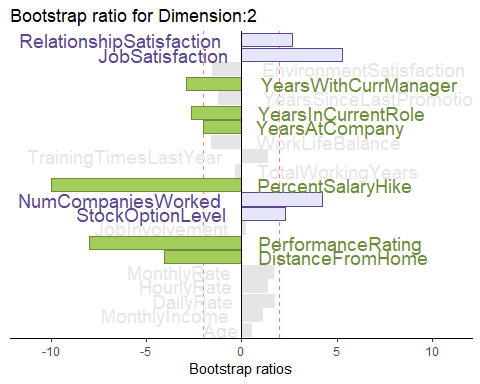 Bootstrap ratio for Dimension:2
RelationshipSatisfaction
JobSatisfaction
EnvironmentSatisfaction
YearsWithCurrManager
YearsSinceLastPromotio
YearsInCurrentRole
YearsAtCompany
WorkLifeBalance
TrainingTimesLastYear
TotalWorkingYears
PercentSalaryHike
NumCompaniesWorked
StockOptionLevel
JobInvolvement
PerformanceRating
DistanceFromHome
MonthlyRate
HourlyRate
DailyRate
MonthlyIncome
Age
-10 -5 0 5 10
Bootstrap ratios